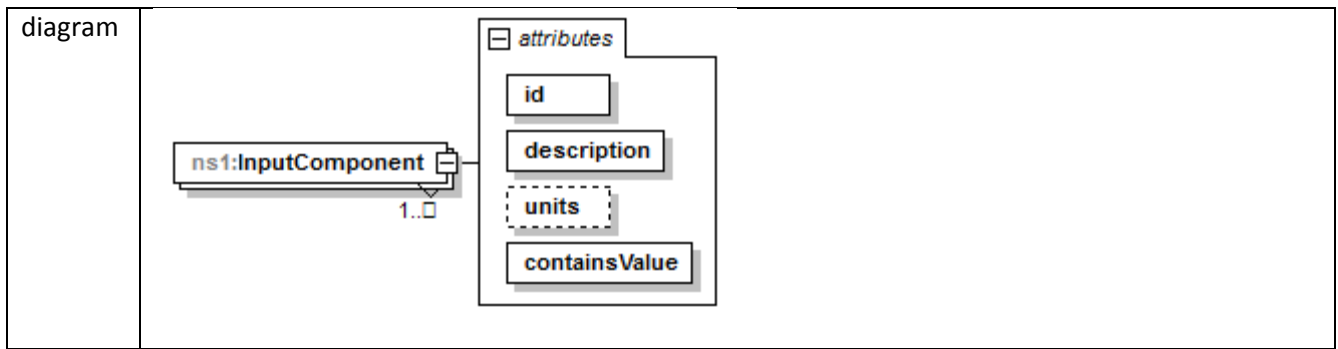 diagram
attributes
id
description
ns1:InputComponent
units
1..□
containsValue